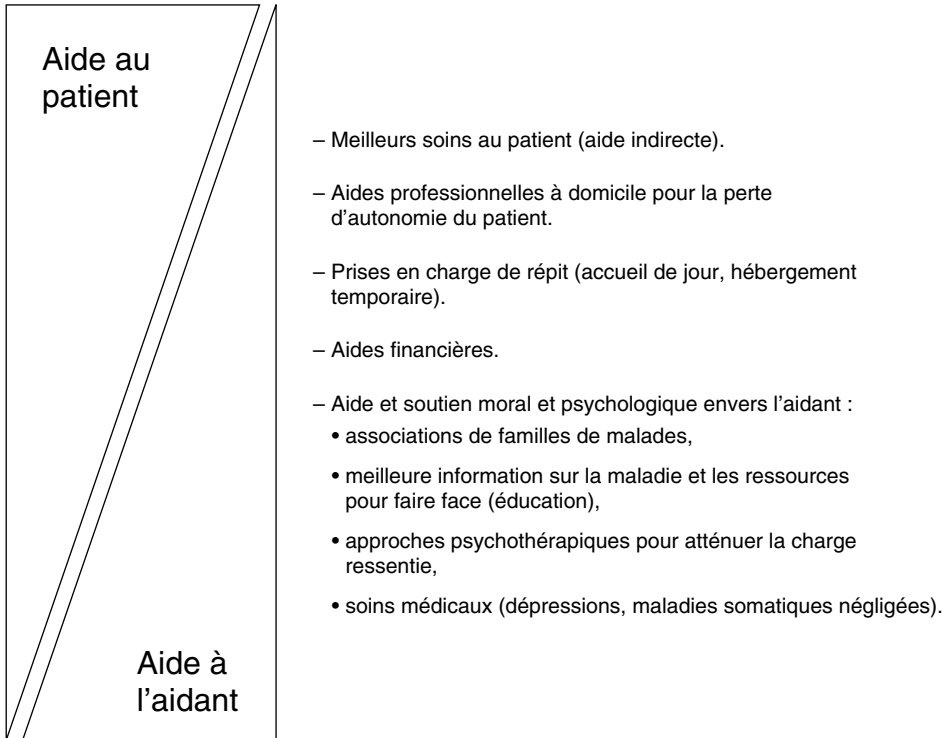 Aide au
patient
– Meilleurs soins au patient (aide indirecte).
– Aides professionnelles à domicile pour la perte
d’autonomie du patient.
– Prises en charge de répit (accueil de jour, hébergement
temporaire).
– Aides financières.
– Aide et soutien moral et psychologique envers l’aidant :
• associations de familles de malades,
• meilleure information sur la maladie et les ressources
pour faire face (éducation),
• approches psychothérapiques pour atténuer la charge
ressentie,
• soins médicaux (dépressions, maladies somatiques négligées).
Aide à
l’aidant